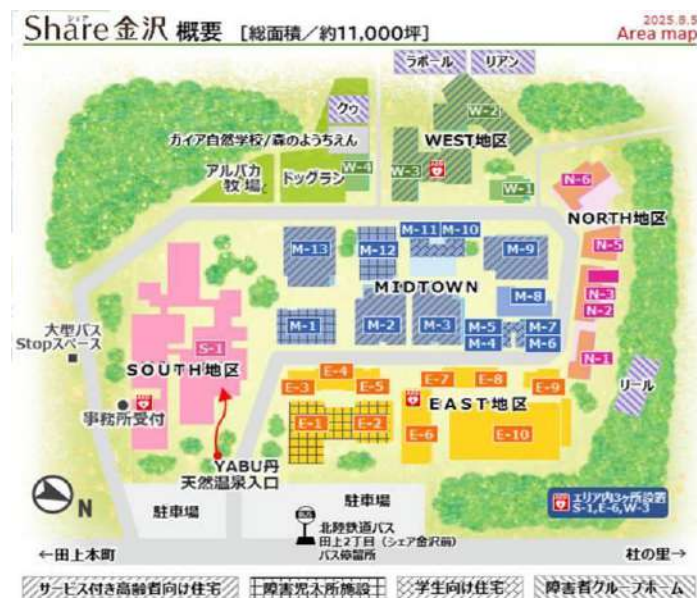 シェア
Share金沢 概要 [総面積／約11,000坪]
2025.8.5
Area map
ラボール
リアン
クゥ
W-2
ガイア自然学校/森のようちえん
WEST地区
アルパカ
牧場
ドッグラン
W-4
W-3
W-1
N-6
NORTH地区
M-11
M-10
M-13
M-12
M-9
N-5
MIDTOWN
M-8
N-3
N-2
M-1
M-2
M-3
M-5
M-7
M-4
M-6
大型バス
Stopスペース
S-1
SOUTH地区
N-1
E-4
E-7
E-8
E-3
E-5
E-9
リール
事務所受付
EAST地区
E-1
E-2
E-6
E-10
YABU丹
天然温泉入口
N
エリア内3ヶ所設置
S-1,E-6,W-3
駐車場
駐車場
北陸鉄道バス
田上2丁目（シェア金沢前）
バス停留所
←田上本町
杜の里→
サービス付き高齢者向け住宅
障害児入所施設
学生向け住宅
障害者グループホーム